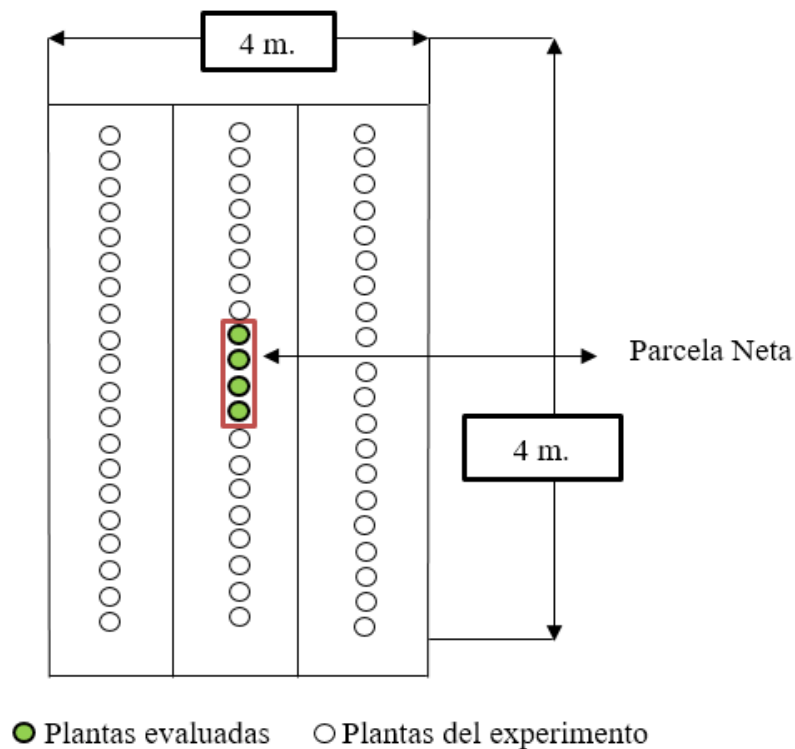 4 m.
Parcela Neta
4 m.
Plantas evaluadas
Plantas del experimento